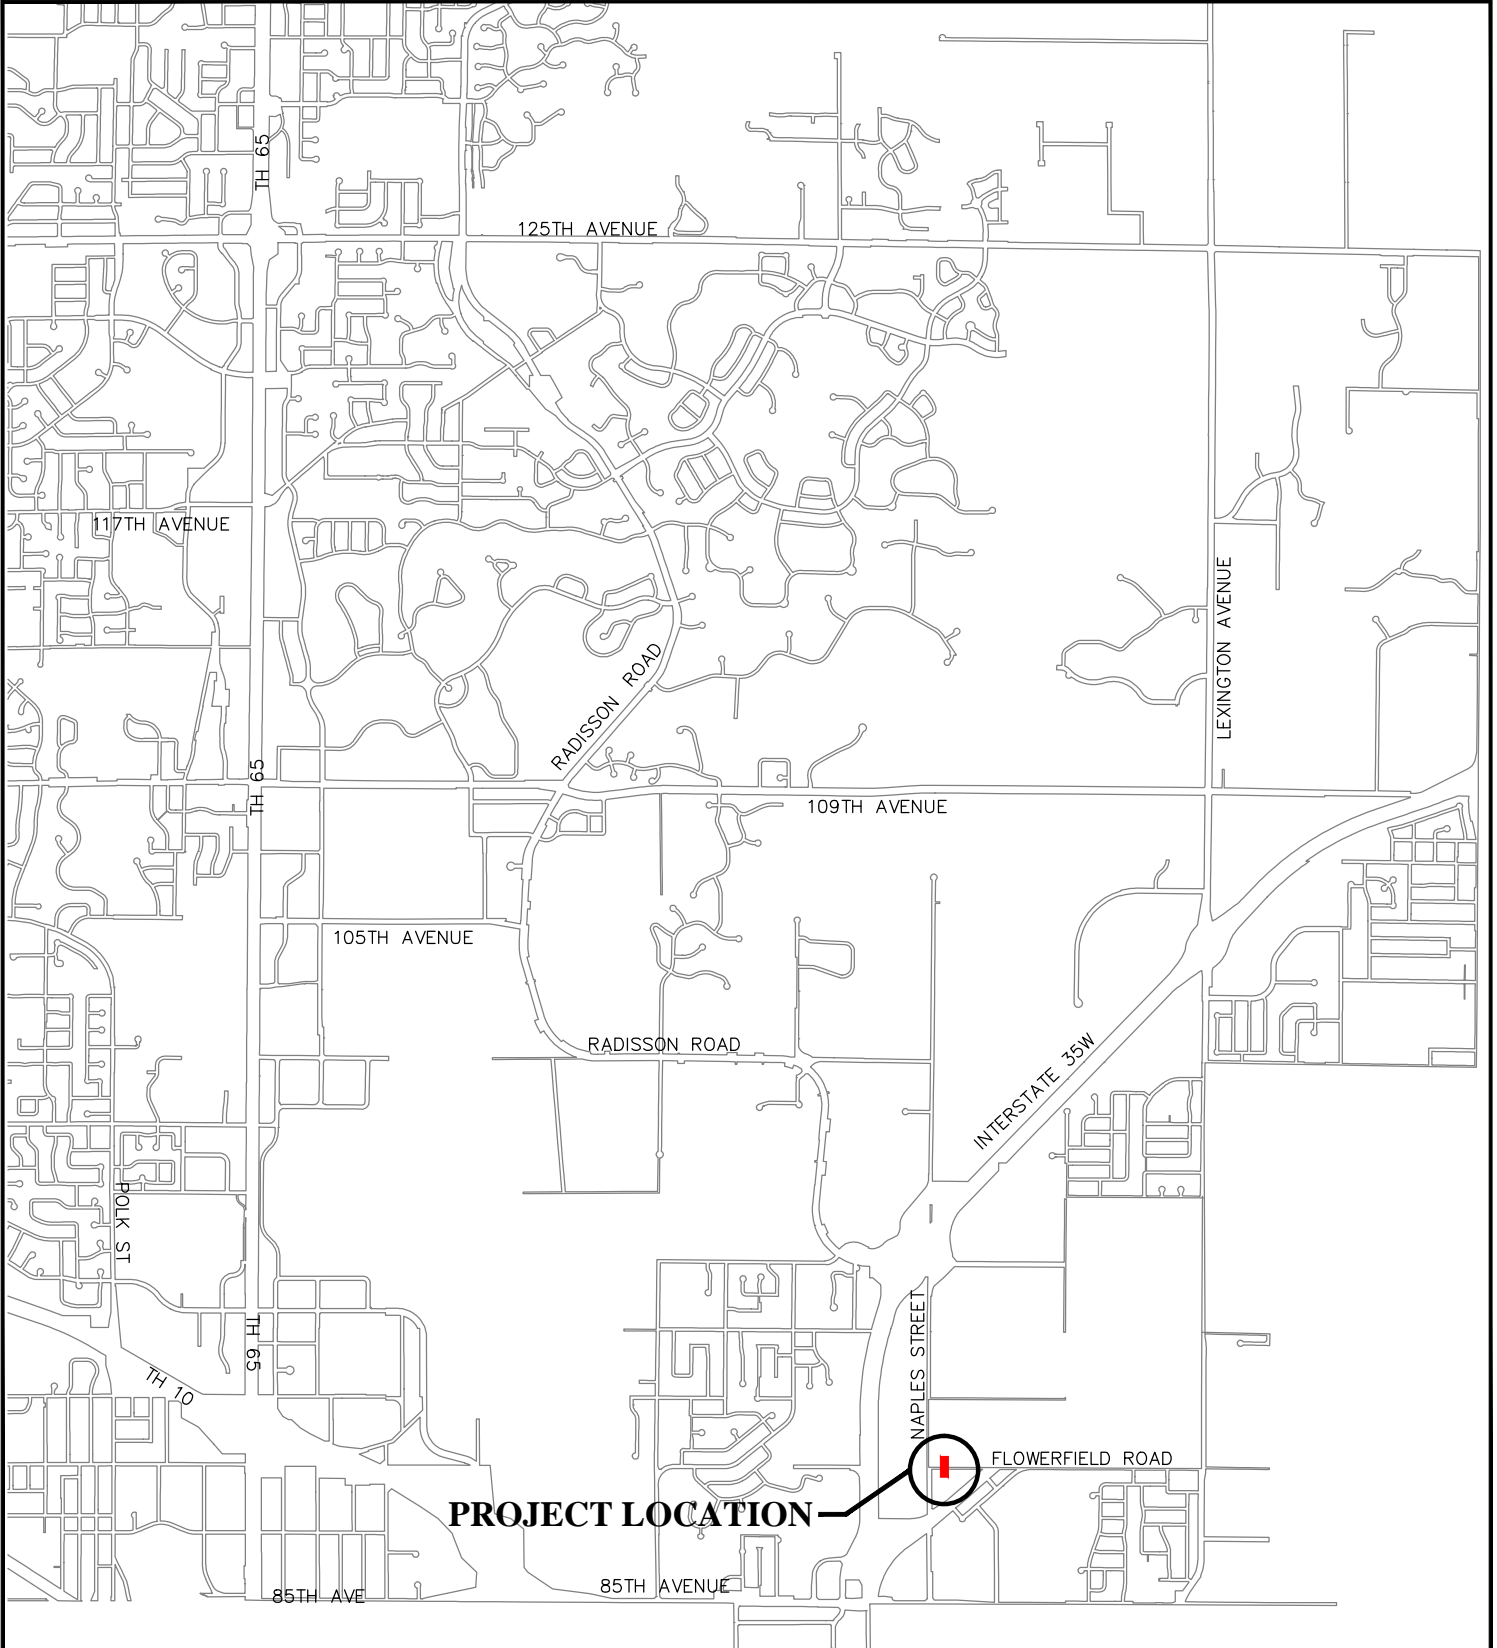 TH 65
125TH AVENUE
117TH AVENUE
LEXINGTON AVENUE
RADISSON ROAD
TH 65
109TH AVENUE
105TH AVENUE
RADISSON ROAD
INTERSTATE 35W
POLK ST
TH 65
NAPLES STREET
TH 10
FLOWERFIELD ROAD
PROJECT LOCATION
85TH AVE
85TH AVENUE